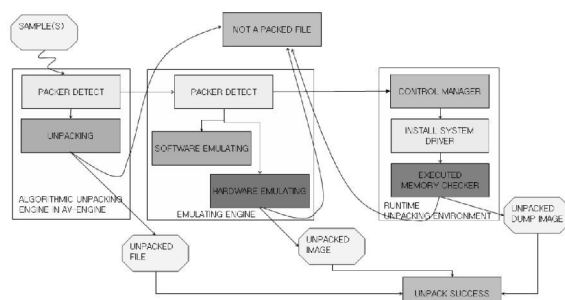 SAMPLE(S)
NOT A PACKED FILE
PACKER DETECT
PACKER DETECT
CONTROL MANAGER
UNPACKING
SOFTWARE EMULATING
INSTALL SYSTEM
DRIVER
HARDWARE EMULATING
EXECUTED
MEMORY CHECKER
ALGORITHMIC UNPACKING
ENGINE IN AV-ENGINE
EMULATING ENGINE
RUNTIME
UNPACKING ENVIRONMENT
UNPACKED
DUMP IMAGE
UNPACKED
FILE
UNPACKED
IMAGE
UNPACK SUCCESS